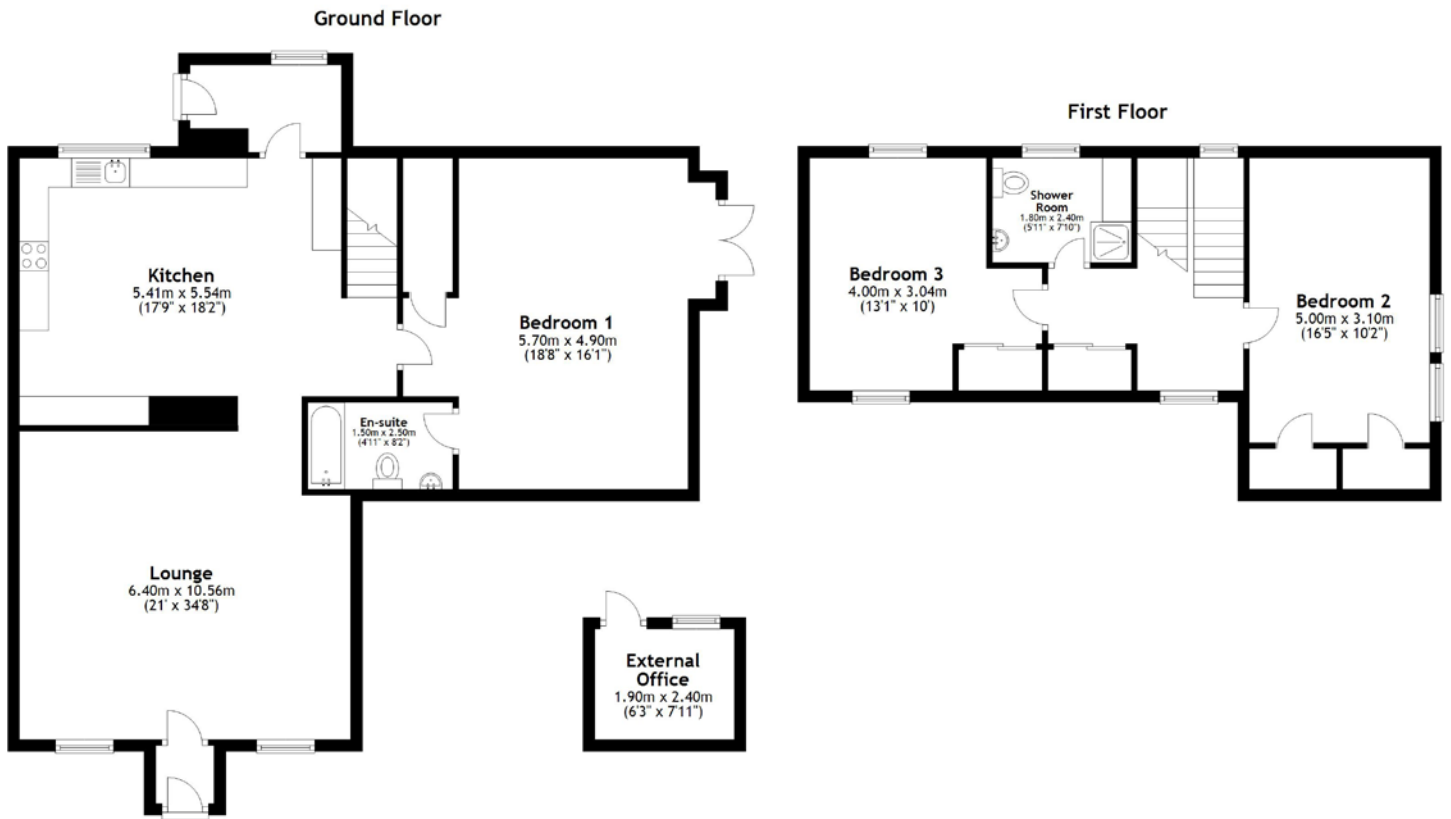 Ground Floor
First Floor
Kitchen
5.41m x 5.54m
(17'9" x 18'2")
Bedroom 1
5.70m x 4.90m
(18'8" x 16'1")
En-suite
1.50m x 2.50m
(4'11" x 8'2")
Lounge
6.40m x 10.56m
(21' x 34'8")
External
Office
1.90m x 2.40m
(6'3" x 7'11")
Shower
Room
1.80m x 2.40m
(5'11" x 7'10")
Bedroom 3
4.00m x 3.04m
(13'1" x 10')
Bedroom 2
5.00m x 3.10m
(16'5" x 10'2")